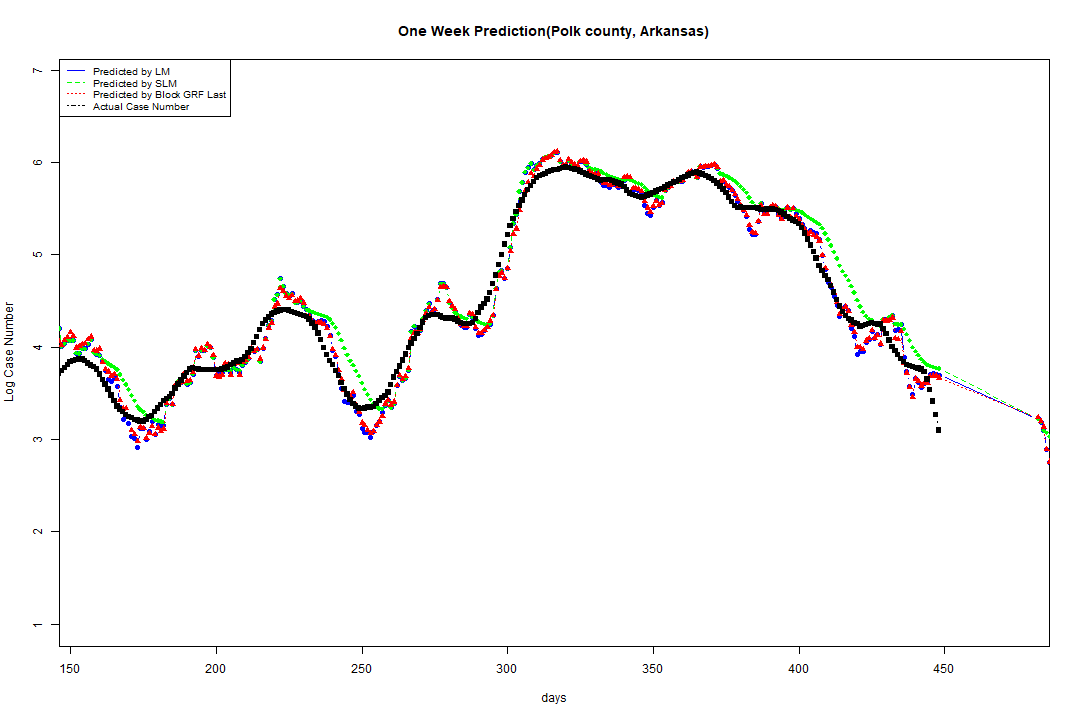 One Week Prediction(Polk county, Arkansas)
Predicted by LM
Predicted by SLM
Predicted by Block GRF Last
Actual Case Number
7
6
5
4
3
2
1
Log Case Number
150 200 250 300 350 400 450
days